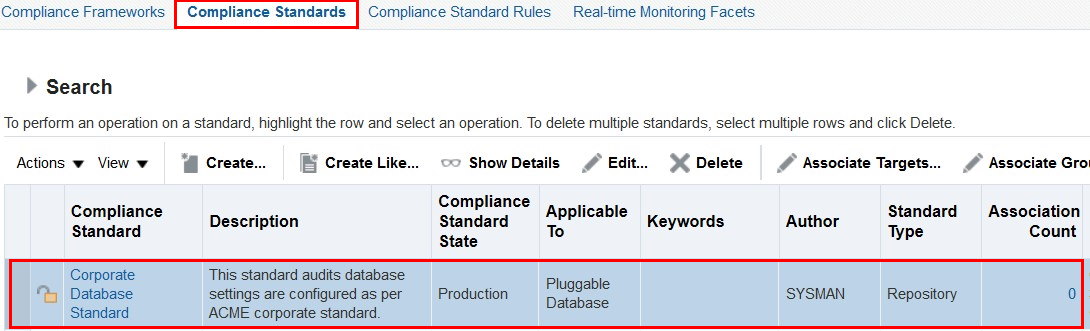 Compliance Frameworks Compliance Standards Compliance Standard Rules Real-time Monitoring Facets
Search
To perform an operation on a standard, highlight the row and select an operation. To delete multiple standards, select multiple rows and click Delete.
Actions View Create... Create Like... Show Details Edit... Delete Associate Targets... Associate Grou
Compliance Standard
Description
Compliance Standard State
Applicable To
Keywords
Author
Standard Type
Association Count
Corporate Database Standard
This standard audits database settings are configured as per ACME corporate standard.
Production
Pluggable Database
SYSMAN
Repository
0